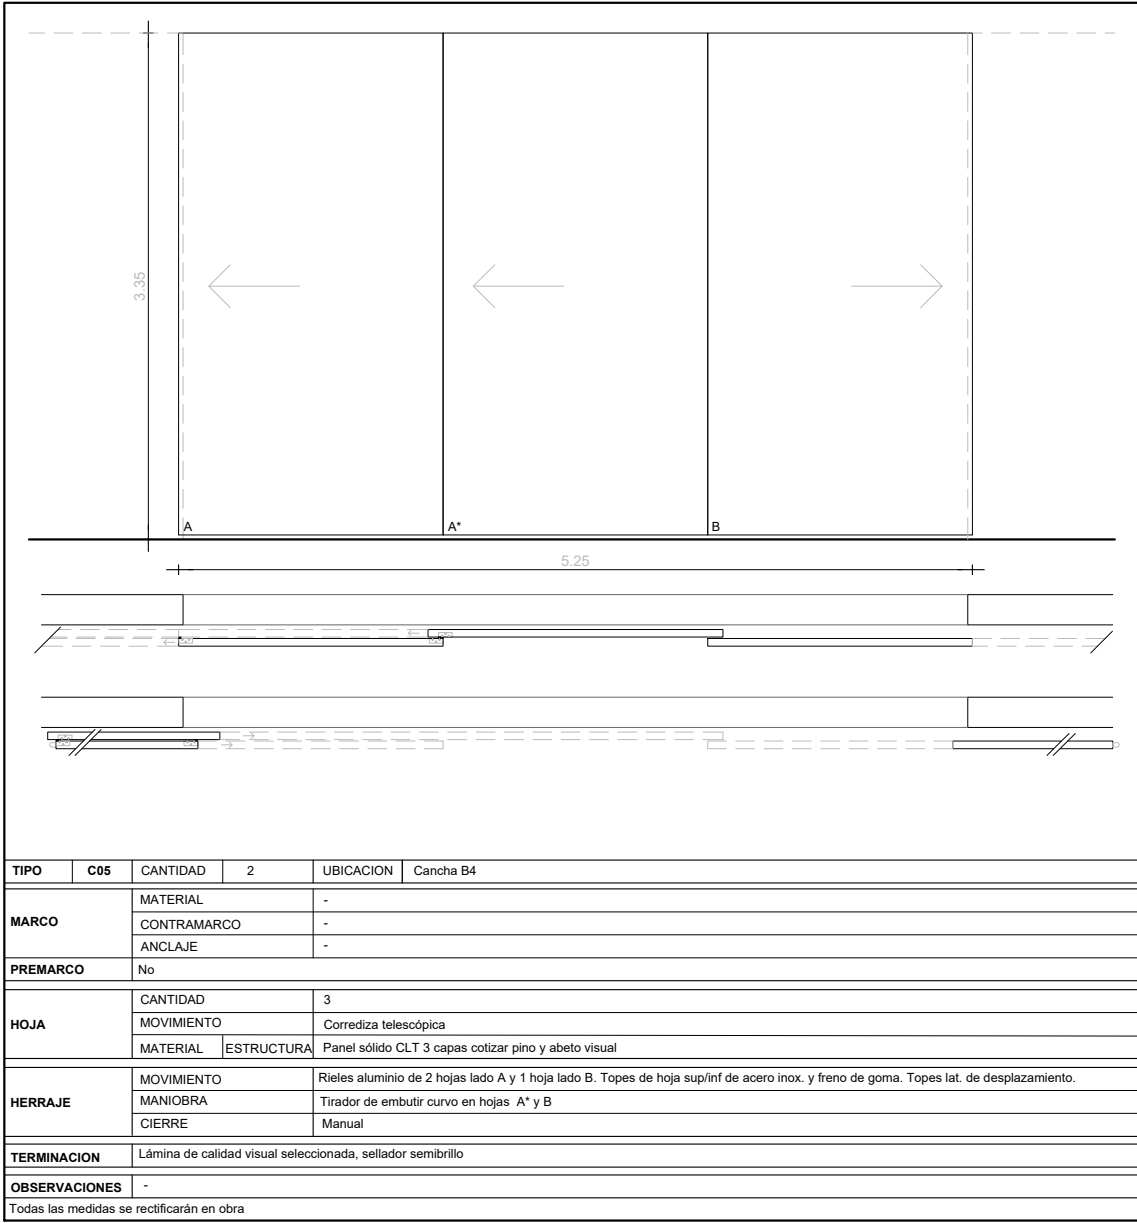 3.35
A
A*
B
5.25
TIPO C05 CANTIDAD 2 UBICACION Cancha B4
MARCO
MATERIAL -
CONTRAMARCO -
ANCLAJE -
PREMARCO No
HOJA
CANTIDAD 3
MOVIMIENTO Corrediza telescópica
MATERIAL ESTRUCTURA Panel sólido CLT 3 capas cotizar pino y abeto visual
HERRAJE
MOVIMIENTO Rieles aluminio de 2 hojas lado A y 1 hoja lado B. Topes de hoja sup/inf de acero inox. y freno de goma. Topes lat. de desplazamiento.
MANIOBRA Tirador de embutir curvo en hojas A* y B
CIERRE Manual
TERMINACION Lámina de calidad visual seleccionada, sellador semibrillo
OBSERVACIONES -
Todas las medidas se rectificarán en obra